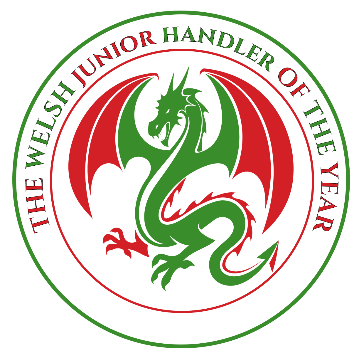 THE WELSH JUNIOR HANDLER OF THE YEAR